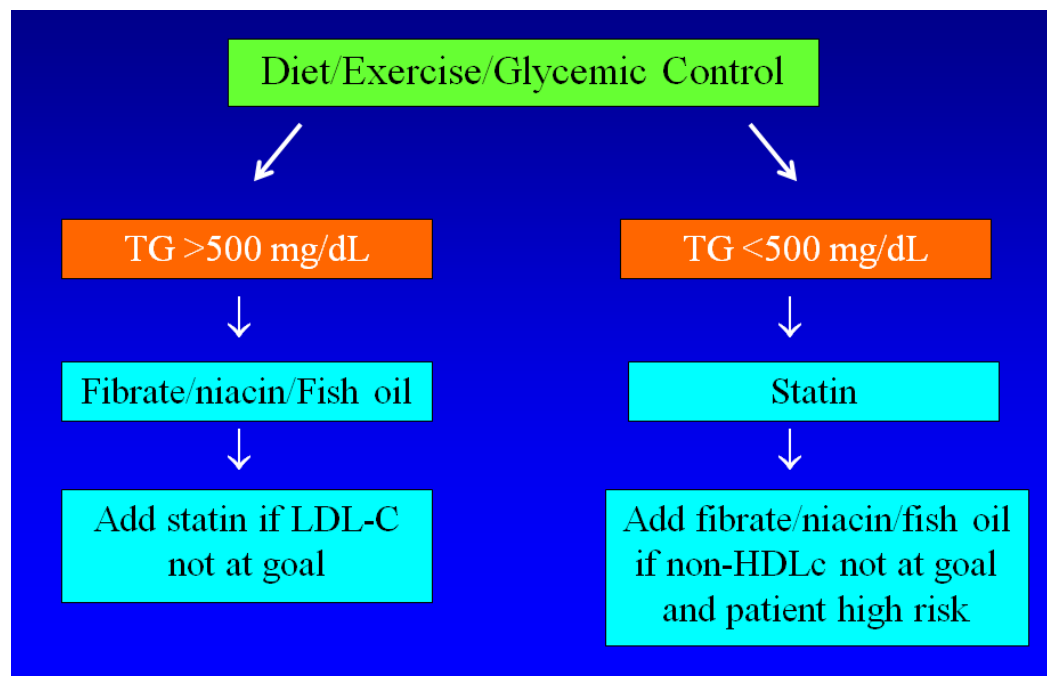 Diet/Exercise/Glycemic Control
TG >500 mg/dL
TG <500 mg/dL
Fibrate/niacin/Fish oil
Statin
Add statin if LDL-C
not at goal
Add fibrate/niacin/fish oil
if non-HDLc not at goal
and patient high risk